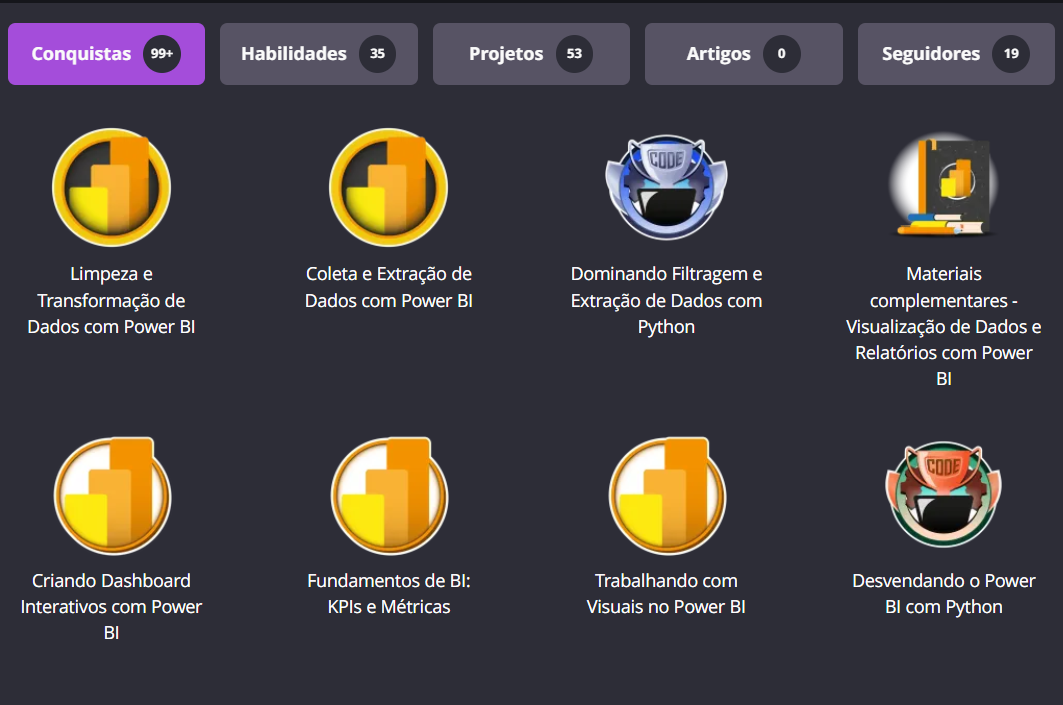 Conquistas 99+ Habilidades 35 Projetos 53 Artigos 0 Seguidores 19
CODE
Limpeza e
Transformação de
Dados com Power BI
Coleta e Extração de
Dados com Power BI
Dominando Filtragem e
Extração de Dados com
Python
Materiais
complementares -
Visualização de Dados e
Relatórios com Power
BI
CODE
Criando Dashboard
Interativos com Power
BI
Fundamentos de BI:
KPIs e Métricas
Trabalhando com
Visuais no Power BI
Desvendando o Power
BI com Python